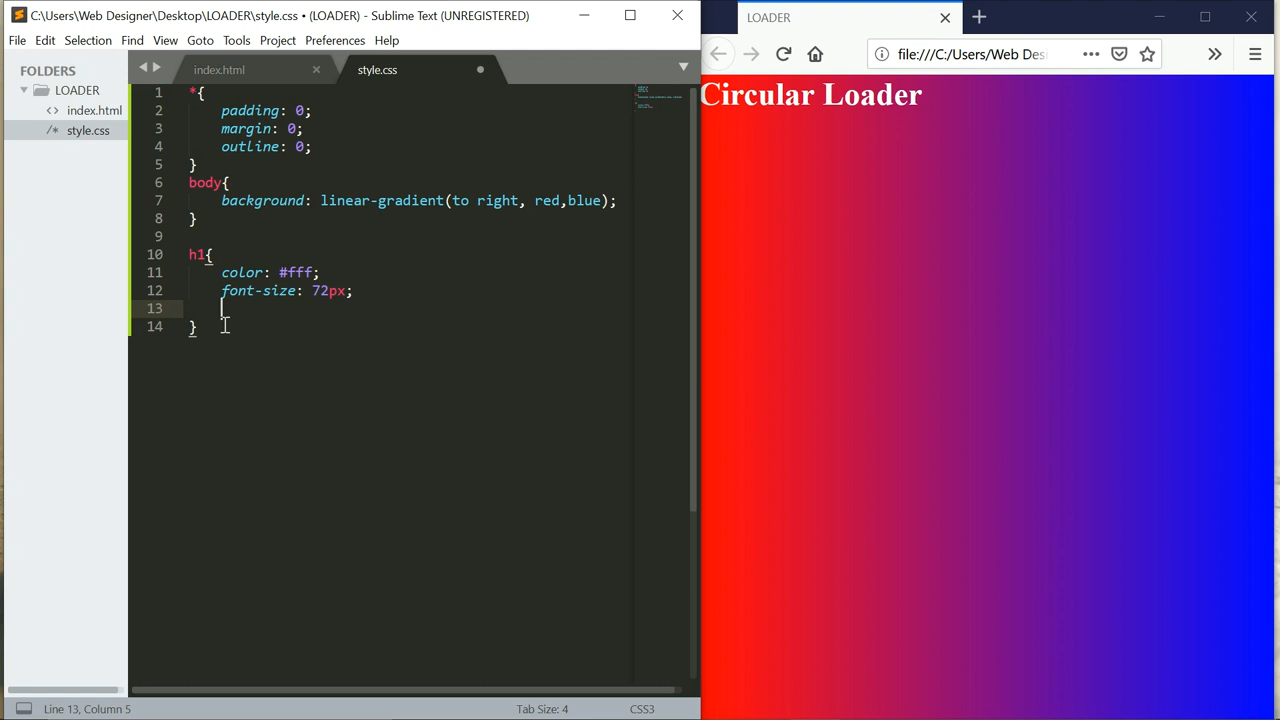 C:\Users\Web Designer\Desktop\LOADER\style.css • (LOADER) - Sublime Text (UNREGISTERED)
File Edit Selection Find View Goto Tools Project Preferences Help
FOLDERS
LOADER
<> index.html
/* style.css
index.html
style.css
1 *{
2 padding: 0;
3 margin: 0;
4 outline: 0;
5 }
6 body{
7 background: linear-gradient(to right, red,blue);
8 }
9
10 h1{
11 color: #fff;
12 font-size: 72px;
13
14 }
Line 13, Column 5
Tab Size: 4
CSS3
LOADER
file:///C:/Users/Web Des
Circular Loader